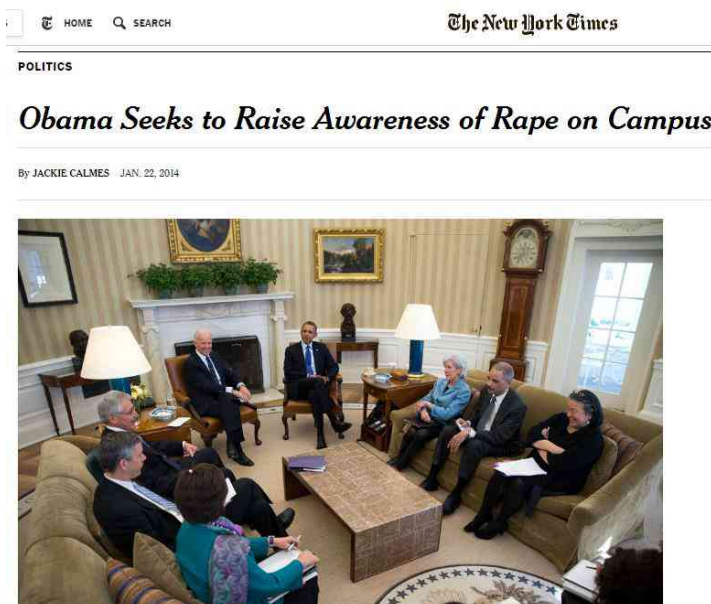 HOME SEARCH The New York Times
POLITICS
Obama Seeks to Raise Awareness of Rape on Campus
By JACKIE CALMES JAN. 22, 2014